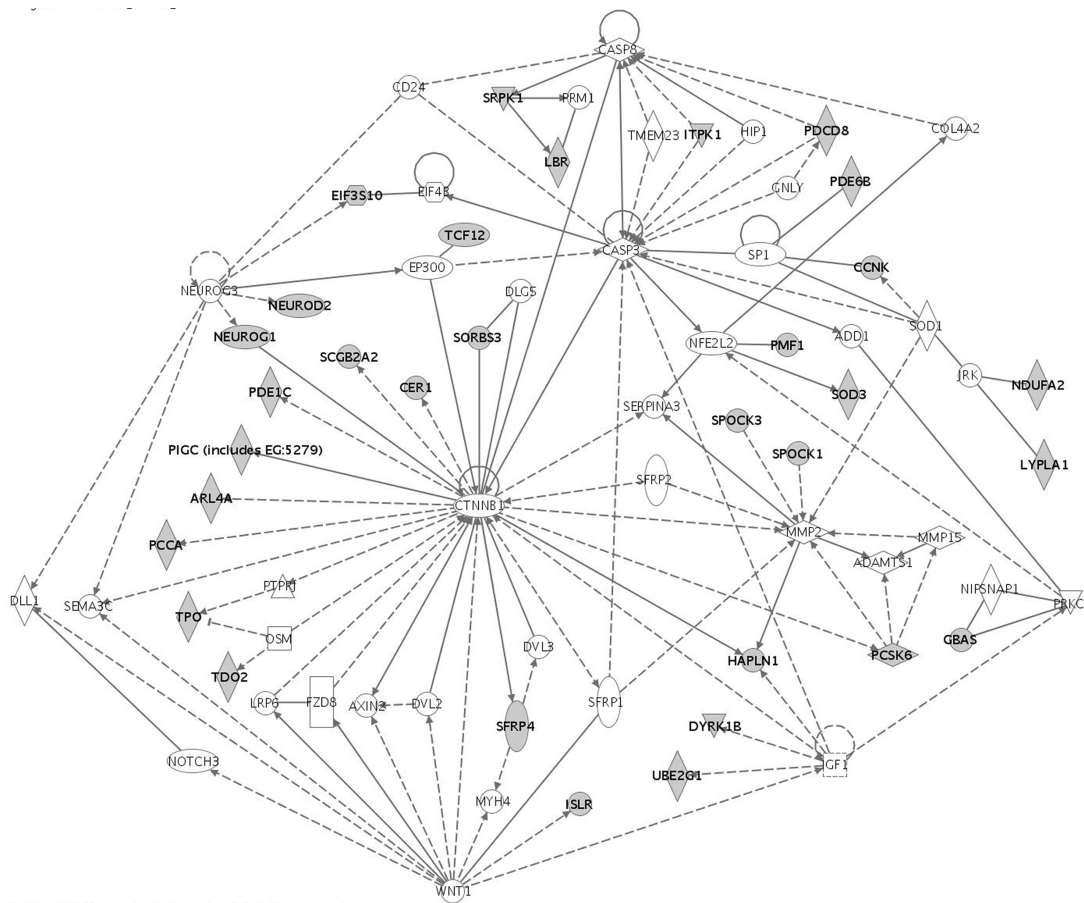 CASP8
CD24
SRPK1
PRM1
TMEM23
ITPK1
HIP1
PDCD8
COL4A2
LBR
GNLY
PDE6B
EIF3S10
EIF4B
TCF12
EP300
CASP3
SP1
CCNK
NEUROG3
NEUROD2
DLG5
SOD1
NEUROG1
SORBS3
NFE2L2
PMF1
ADD1
SCGB2A2
JRK
NDUFA2
PDE1C
CER1
SERPINA3
SOD3
SPOCK3
PIGC (includes EG:5279)
SPOCK1
LYPLA1
SFRP2
ARL4A
CTNNB1
MMP2
MMP15
PCCA
ADAMTS1
PTPRF
NIPSNAP1
DLL1
SEMA3C
PRKC
TPO
OSM
GBAS
DVL3
HAPLN1
PCSK6
TDO2
LRP6
FZD8
AXIN2
DVL2
SFRP1
SFRP4
DYRK1B
NOTCH3
IGF1
UBE2G1
MYH4
ISLR
WNT1